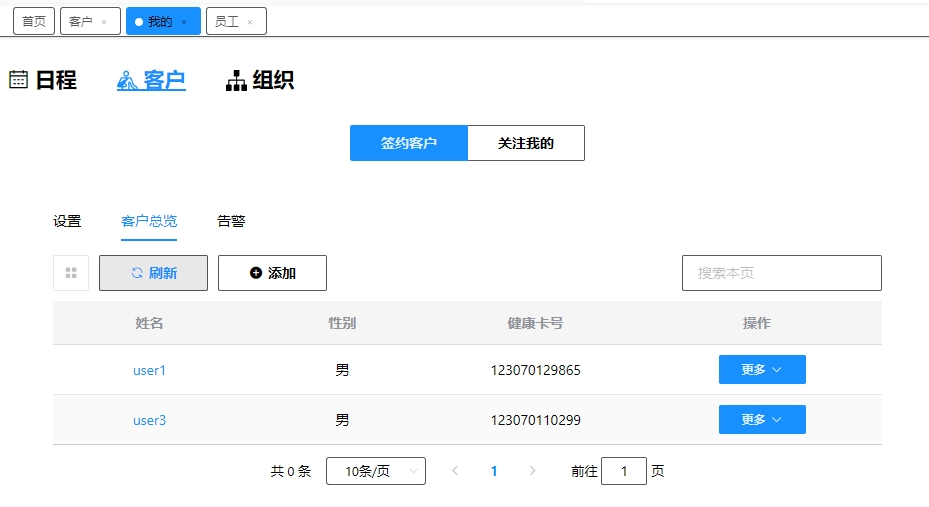 首页 客户 × 我的 × 员工 ×
日程 客户 组织
签约客户 关注我的
设置 客户总览 告警
刷新 添加 搜索本页
姓名 性别 健康卡号 操作
user1 男 123070129865 更多
user3 男 123070110299 更多
共 0 条 10条/页 1 前往 1 页